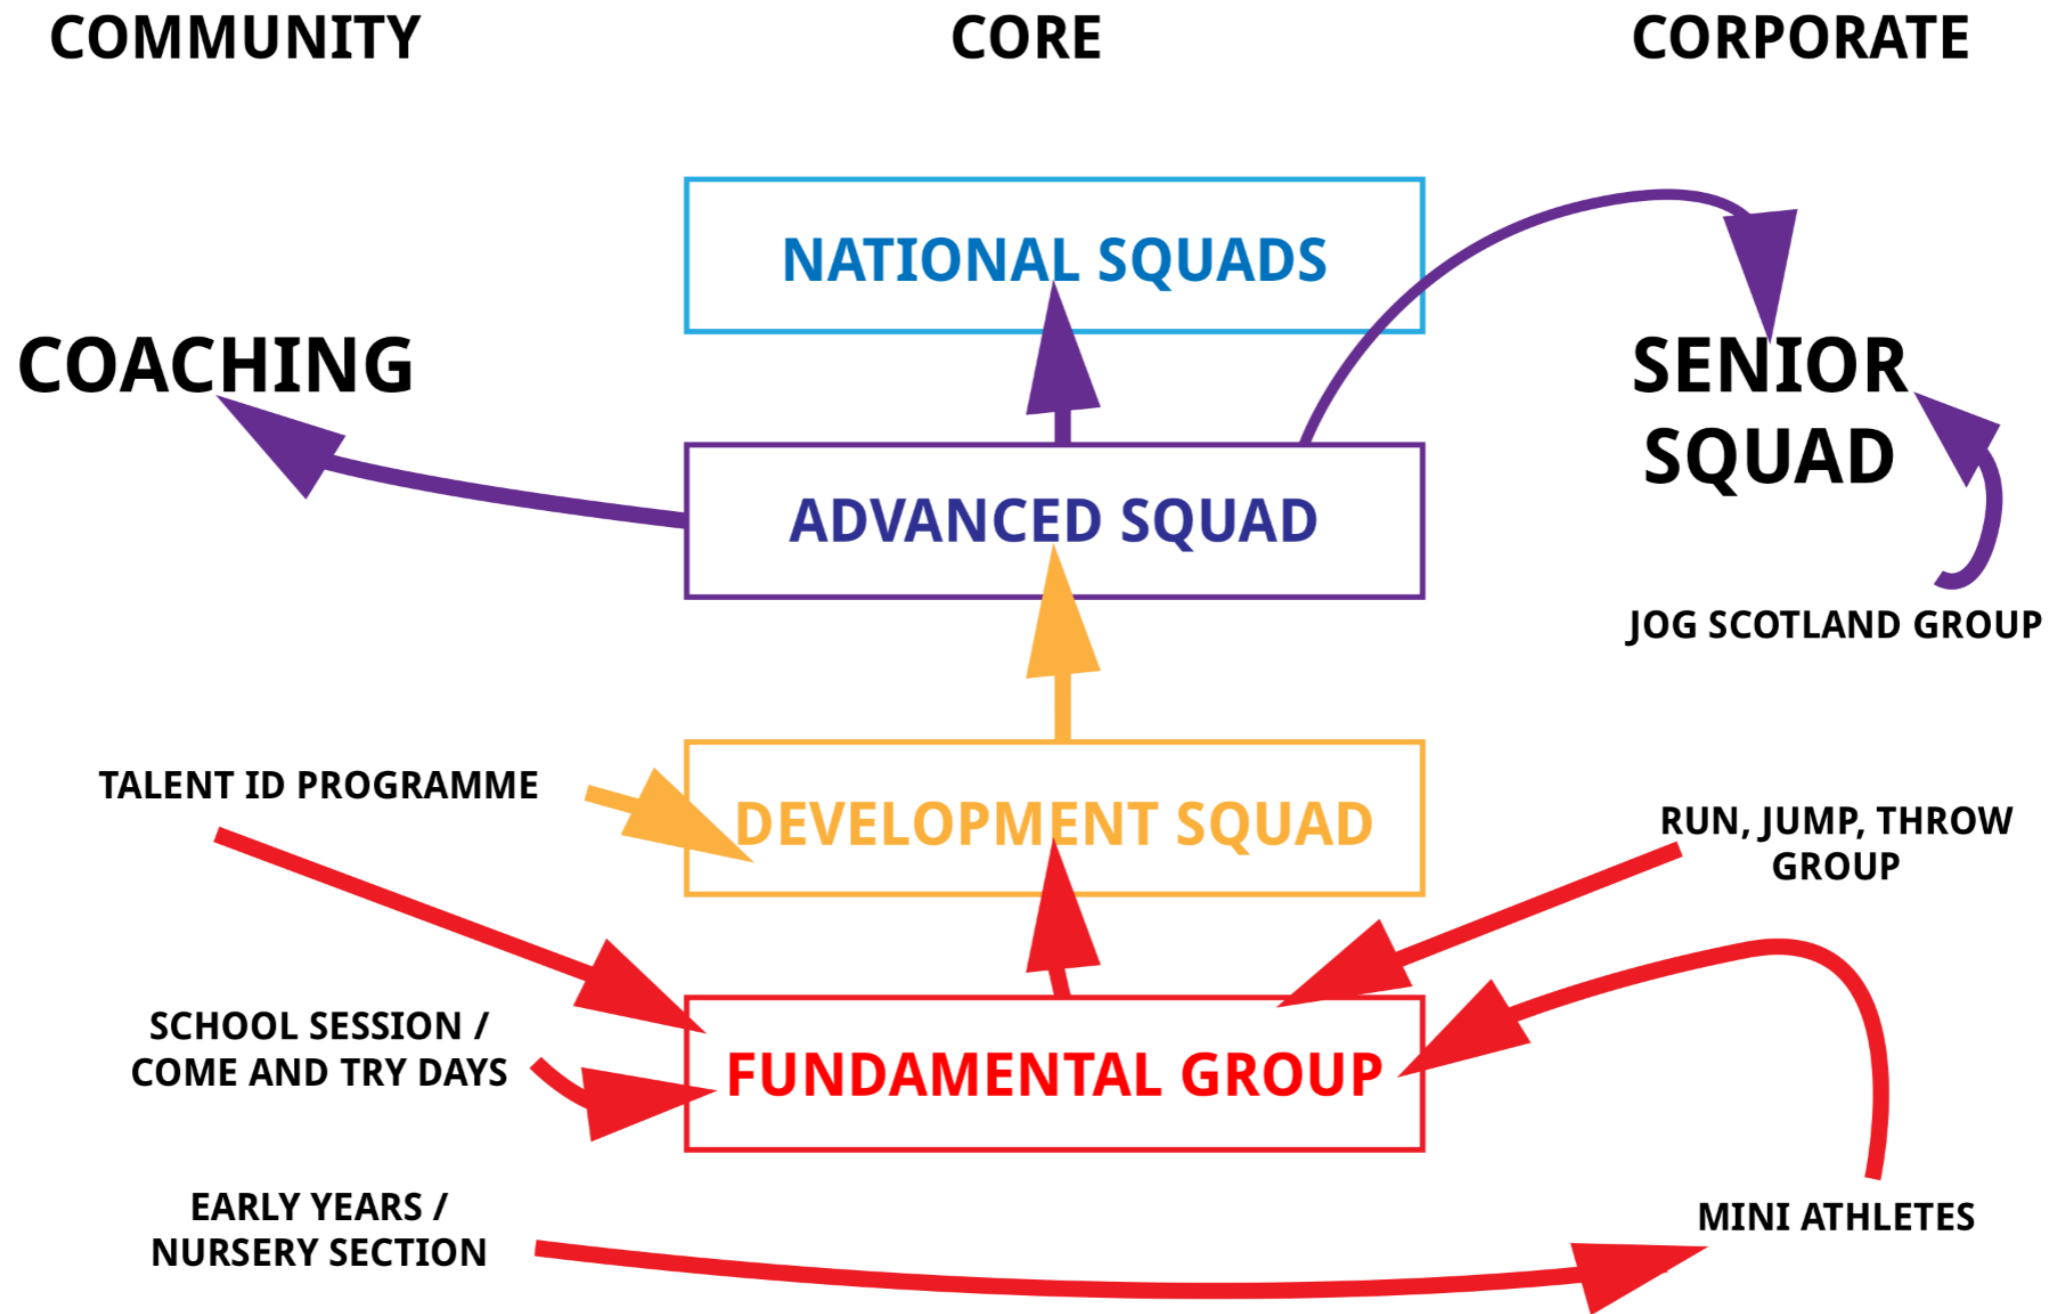 COMMUNITY
CORE
CORPORATE
NATIONAL SQUADS
COACHING
SENIOR
SQUAD
ADVANCED SQUAD
JOG SCOTLAND GROUP
TALENT ID PROGRAMME
DEVELOPMENT SQUAD
RUN, JUMP, THROW
GROUP
SCHOOL SESSION /
COME AND TRY DAYS
FUNDAMENTAL GROUP
EARLY YEARS /
NURSERY SECTION
MINI ATHLETES